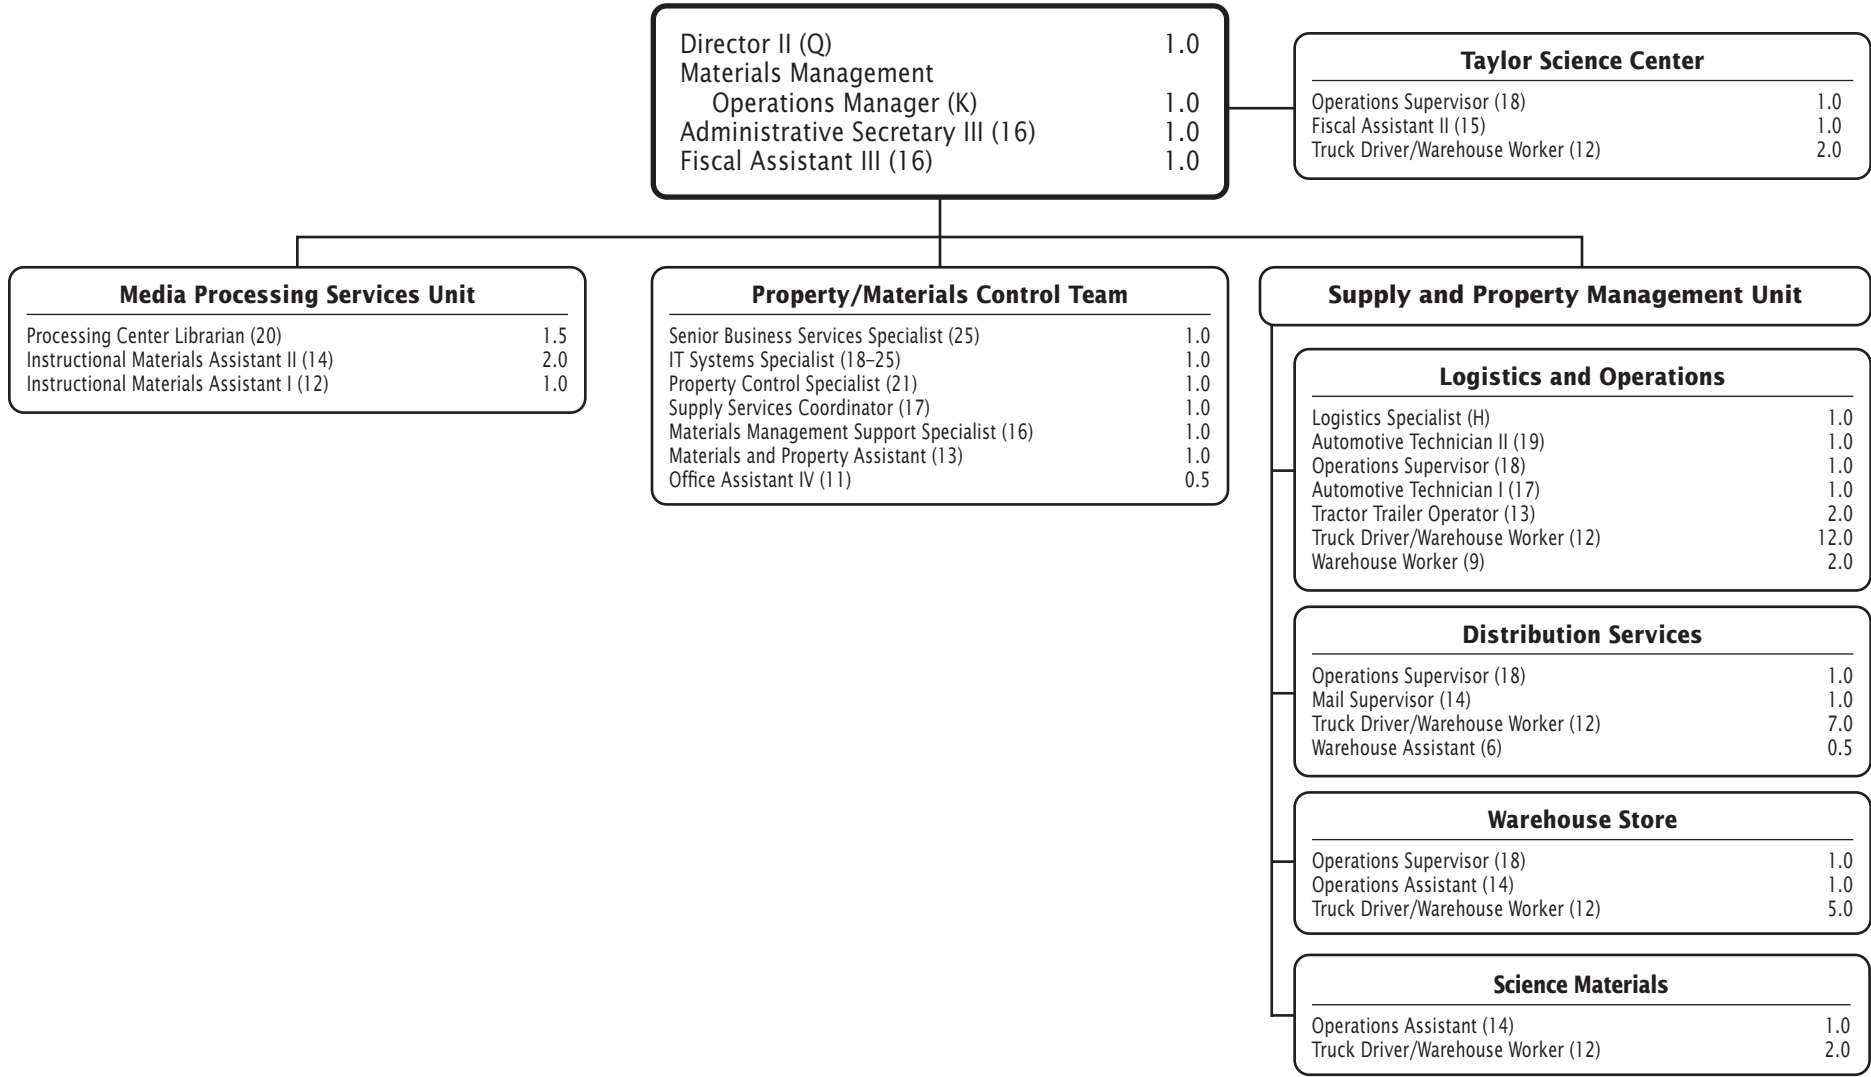 Director II (Q) 1.0
Materials Management
Operations Manager (K) 1.0
Administrative Secretary III (16) 1.0
Fiscal Assistant III (16) 1.0
Taylor Science Center
Operations Supervisor (18) 1.0
Fiscal Assistant II (15) 1.0
Truck Driver/Warehouse Worker (12) 2.0
Media Processing Services Unit
Processing Center Librarian (20) 1.5
Instructional Materials Assistant II (14) 2.0
Instructional Materials Assistant I (12) 1.0
Property/Materials Control Team
Senior Business Services Specialist (25) 1.0
IT Systems Specialist (18–25) 1.0
Property Control Specialist (21) 1.0
Supply Services Coordinator (17) 1.0
Materials Management Support Specialist (16) 1.0
Materials and Property Assistant (13) 1.0
Office Assistant IV (11) 0.5
Supply and Property Management Unit
Logistics and Operations
Logistics Specialist (H) 1.0
Automotive Technician II (19) 1.0
Operations Supervisor (18) 1.0
Automotive Technician I (17) 1.0
Tractor Trailer Operator (13) 2.0
Truck Driver/Warehouse Worker (12) 12.0
Warehouse Worker (9) 2.0
Distribution Services
Operations Supervisor (18) 1.0
Mail Supervisor (14) 1.0
Truck Driver/Warehouse Worker (12) 7.0
Warehouse Assistant (6) 0.5
Warehouse Store
Operations Supervisor (18) 1.0
Operations Assistant (14) 1.0
Truck Driver/Warehouse Worker (12) 5.0
Science Materials
Operations Assistant (14) 1.0
Truck Driver/Warehouse Worker (12) 2.0